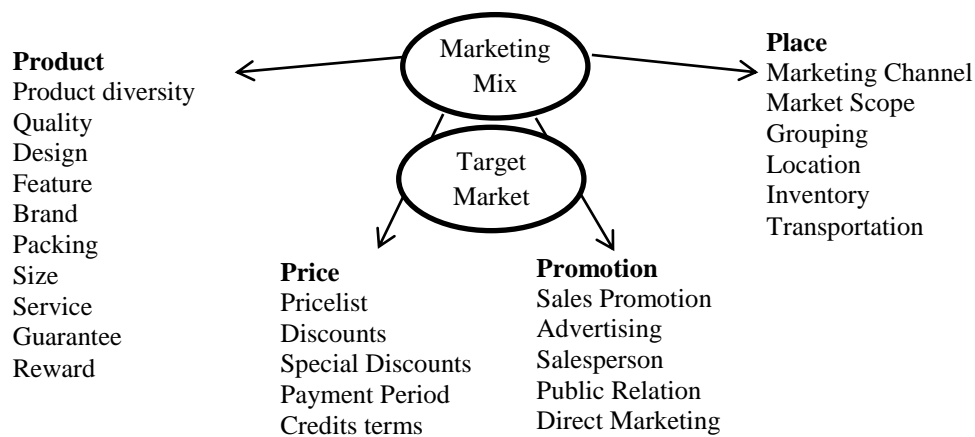 Marketing
Mix
Target
Market
Product
Product diversity
Quality
Design
Feature
Brand
Packing
Size
Service
Guarantee
Reward
Price
Pricelist
Discounts
Special Discounts
Payment Period
Credits terms
Promotion
Sales Promotion
Advertising
Salesperson
Public Relation
Direct Marketing
Place
Marketing Channel
Market Scope
Grouping
Location
Inventory
Transportation